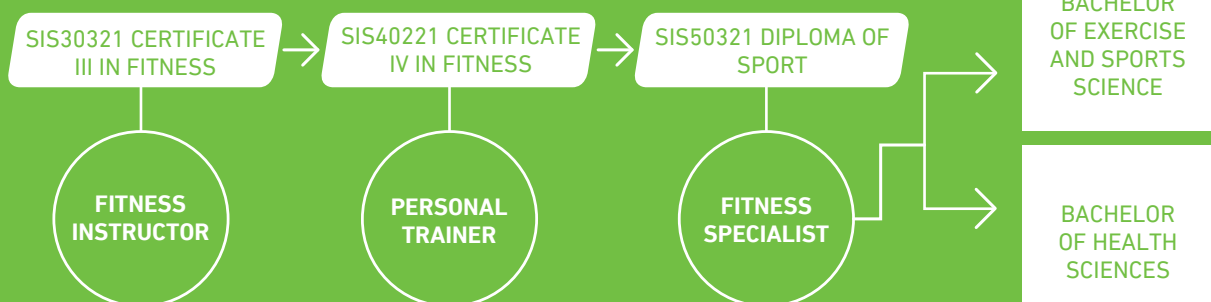 SIS30321 CERTIFICATE
III IN FITNESS
SIS40221 CERTIFICATE
IV IN FITNESS
SIS50321 DIPLOMA OF
SPORT
BACHELOR
OF EXERCISE
AND SPORTS
SCIENCE
FITNESS
INSTRUCTOR
PERSONAL
TRAINER
FITNESS
SPECIALIST
BACHELOR
OF HEALTH
SCIENCES